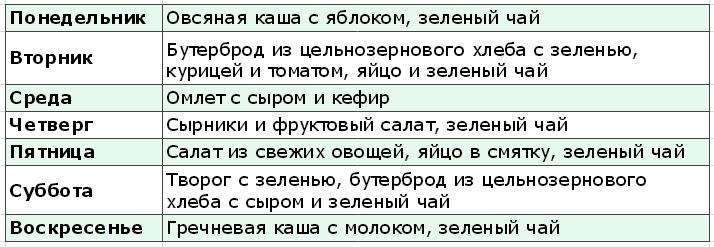 Понедельник Овсяная каша с яблоком, зеленый чай
Вторник Бутерброд из цельнозернового хлеба с зеленью,
курицей и томатом, яйцо и зеленый чай
Среда Омлет с сыром и кефир
Четверг Сырники и фруктовый салат, зеленый чай
Пятница Салат из свежих овощей, яйцо в смятку, зеленый чай
Суббота Творог с зеленью, бутерброд из цельнозернового
хлеба с сыром и зеленый чай
Воскресенье Гречневая каша с молоком, зеленый чай